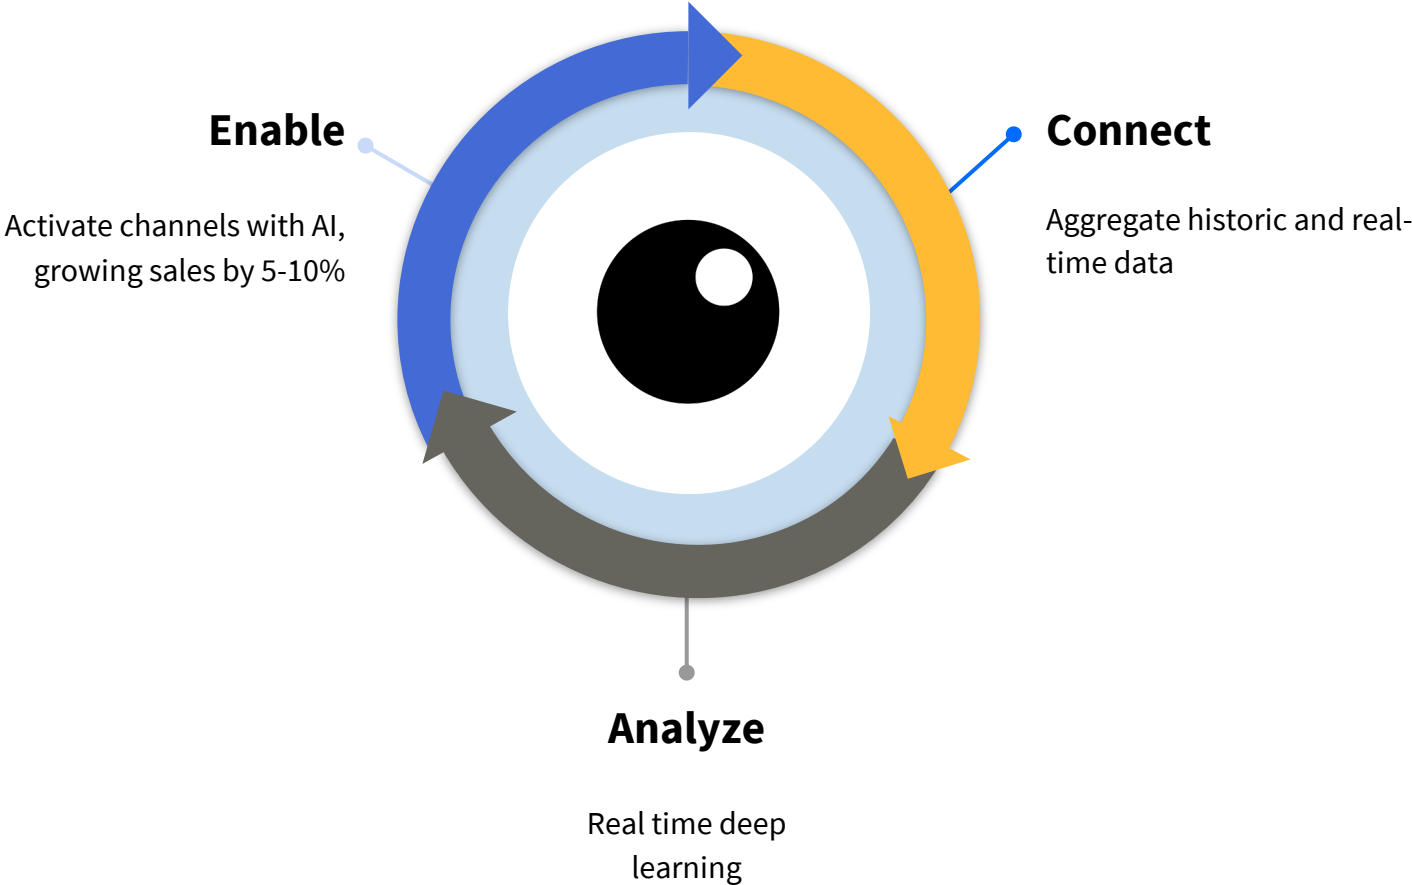 Enable
Activate channels with AI,
growing sales by 5-10%
Connect
Aggregate historic and real-
time data
Analyze
Real time deep
learning